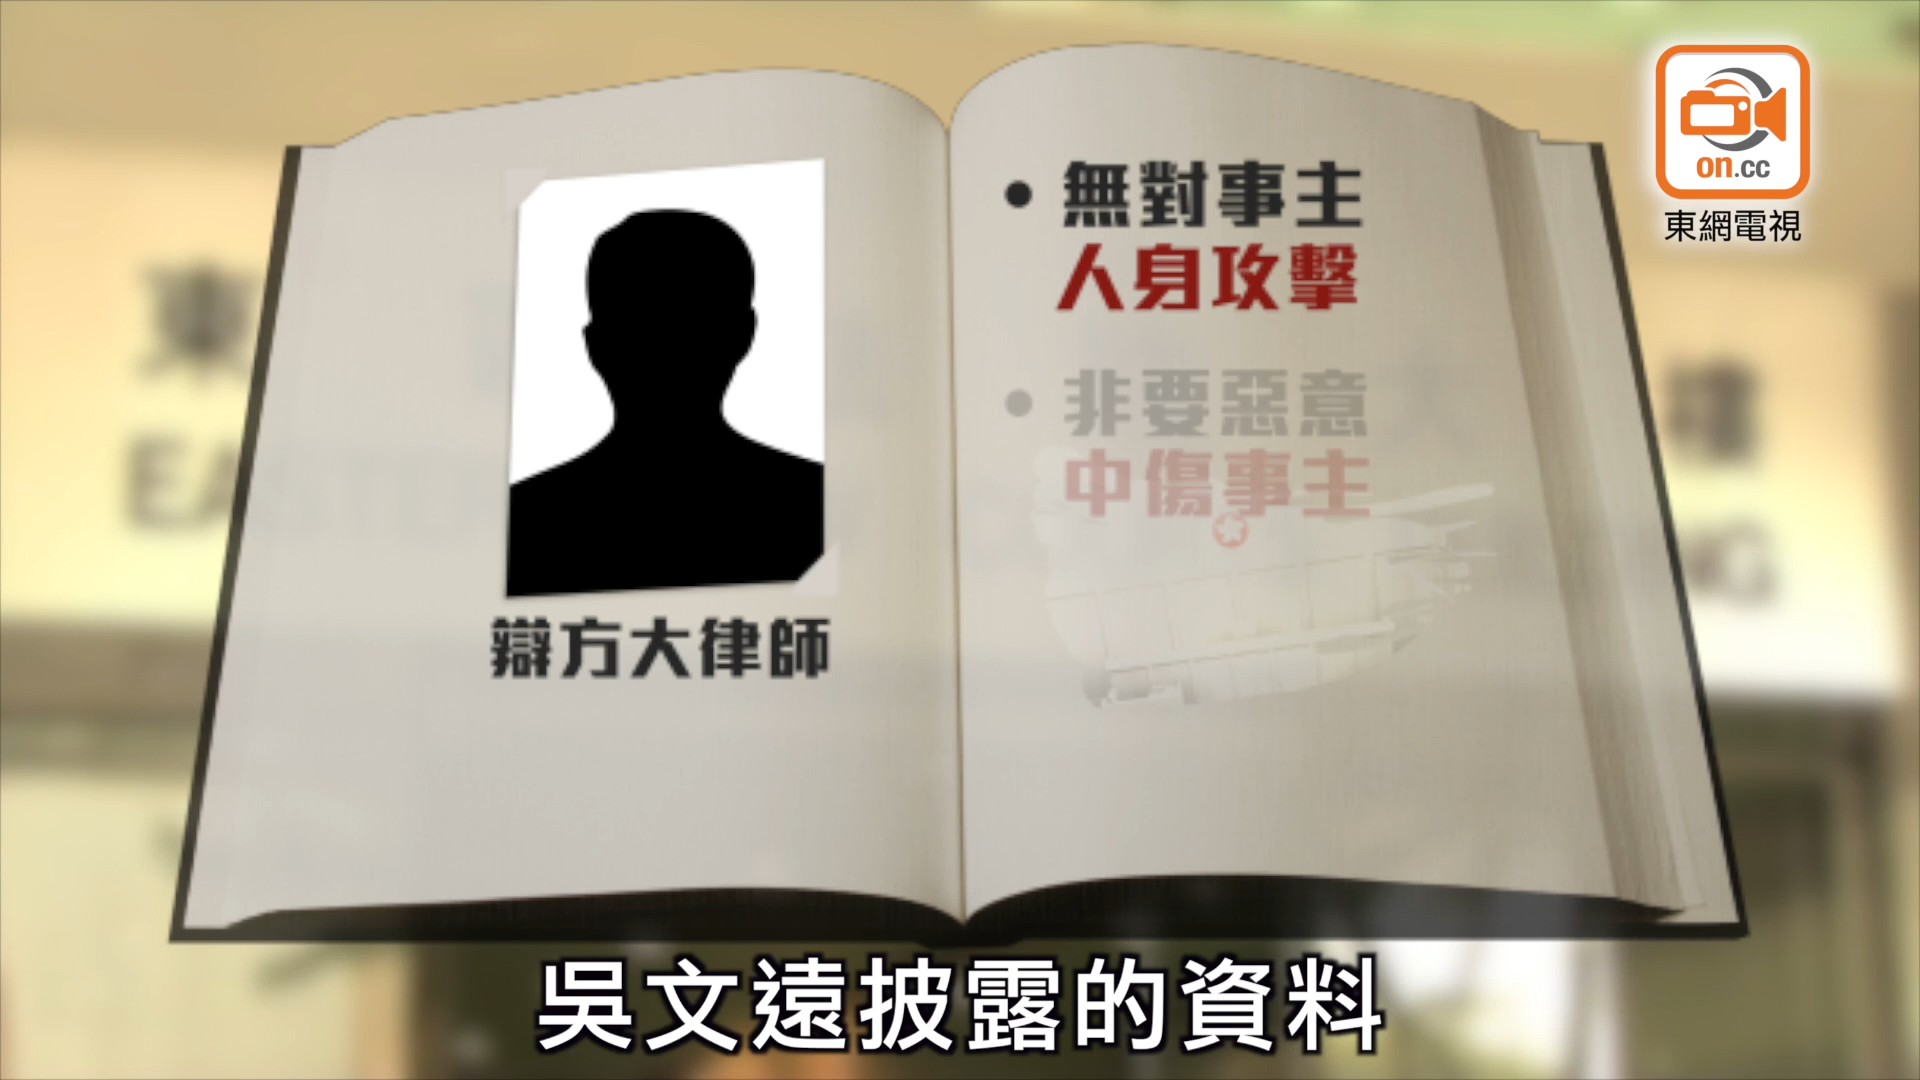 on.cc
東網電視
無對事主
人身攻擊
非要惡意
中傷事主
辯方大律師
吳文遠披露的資料